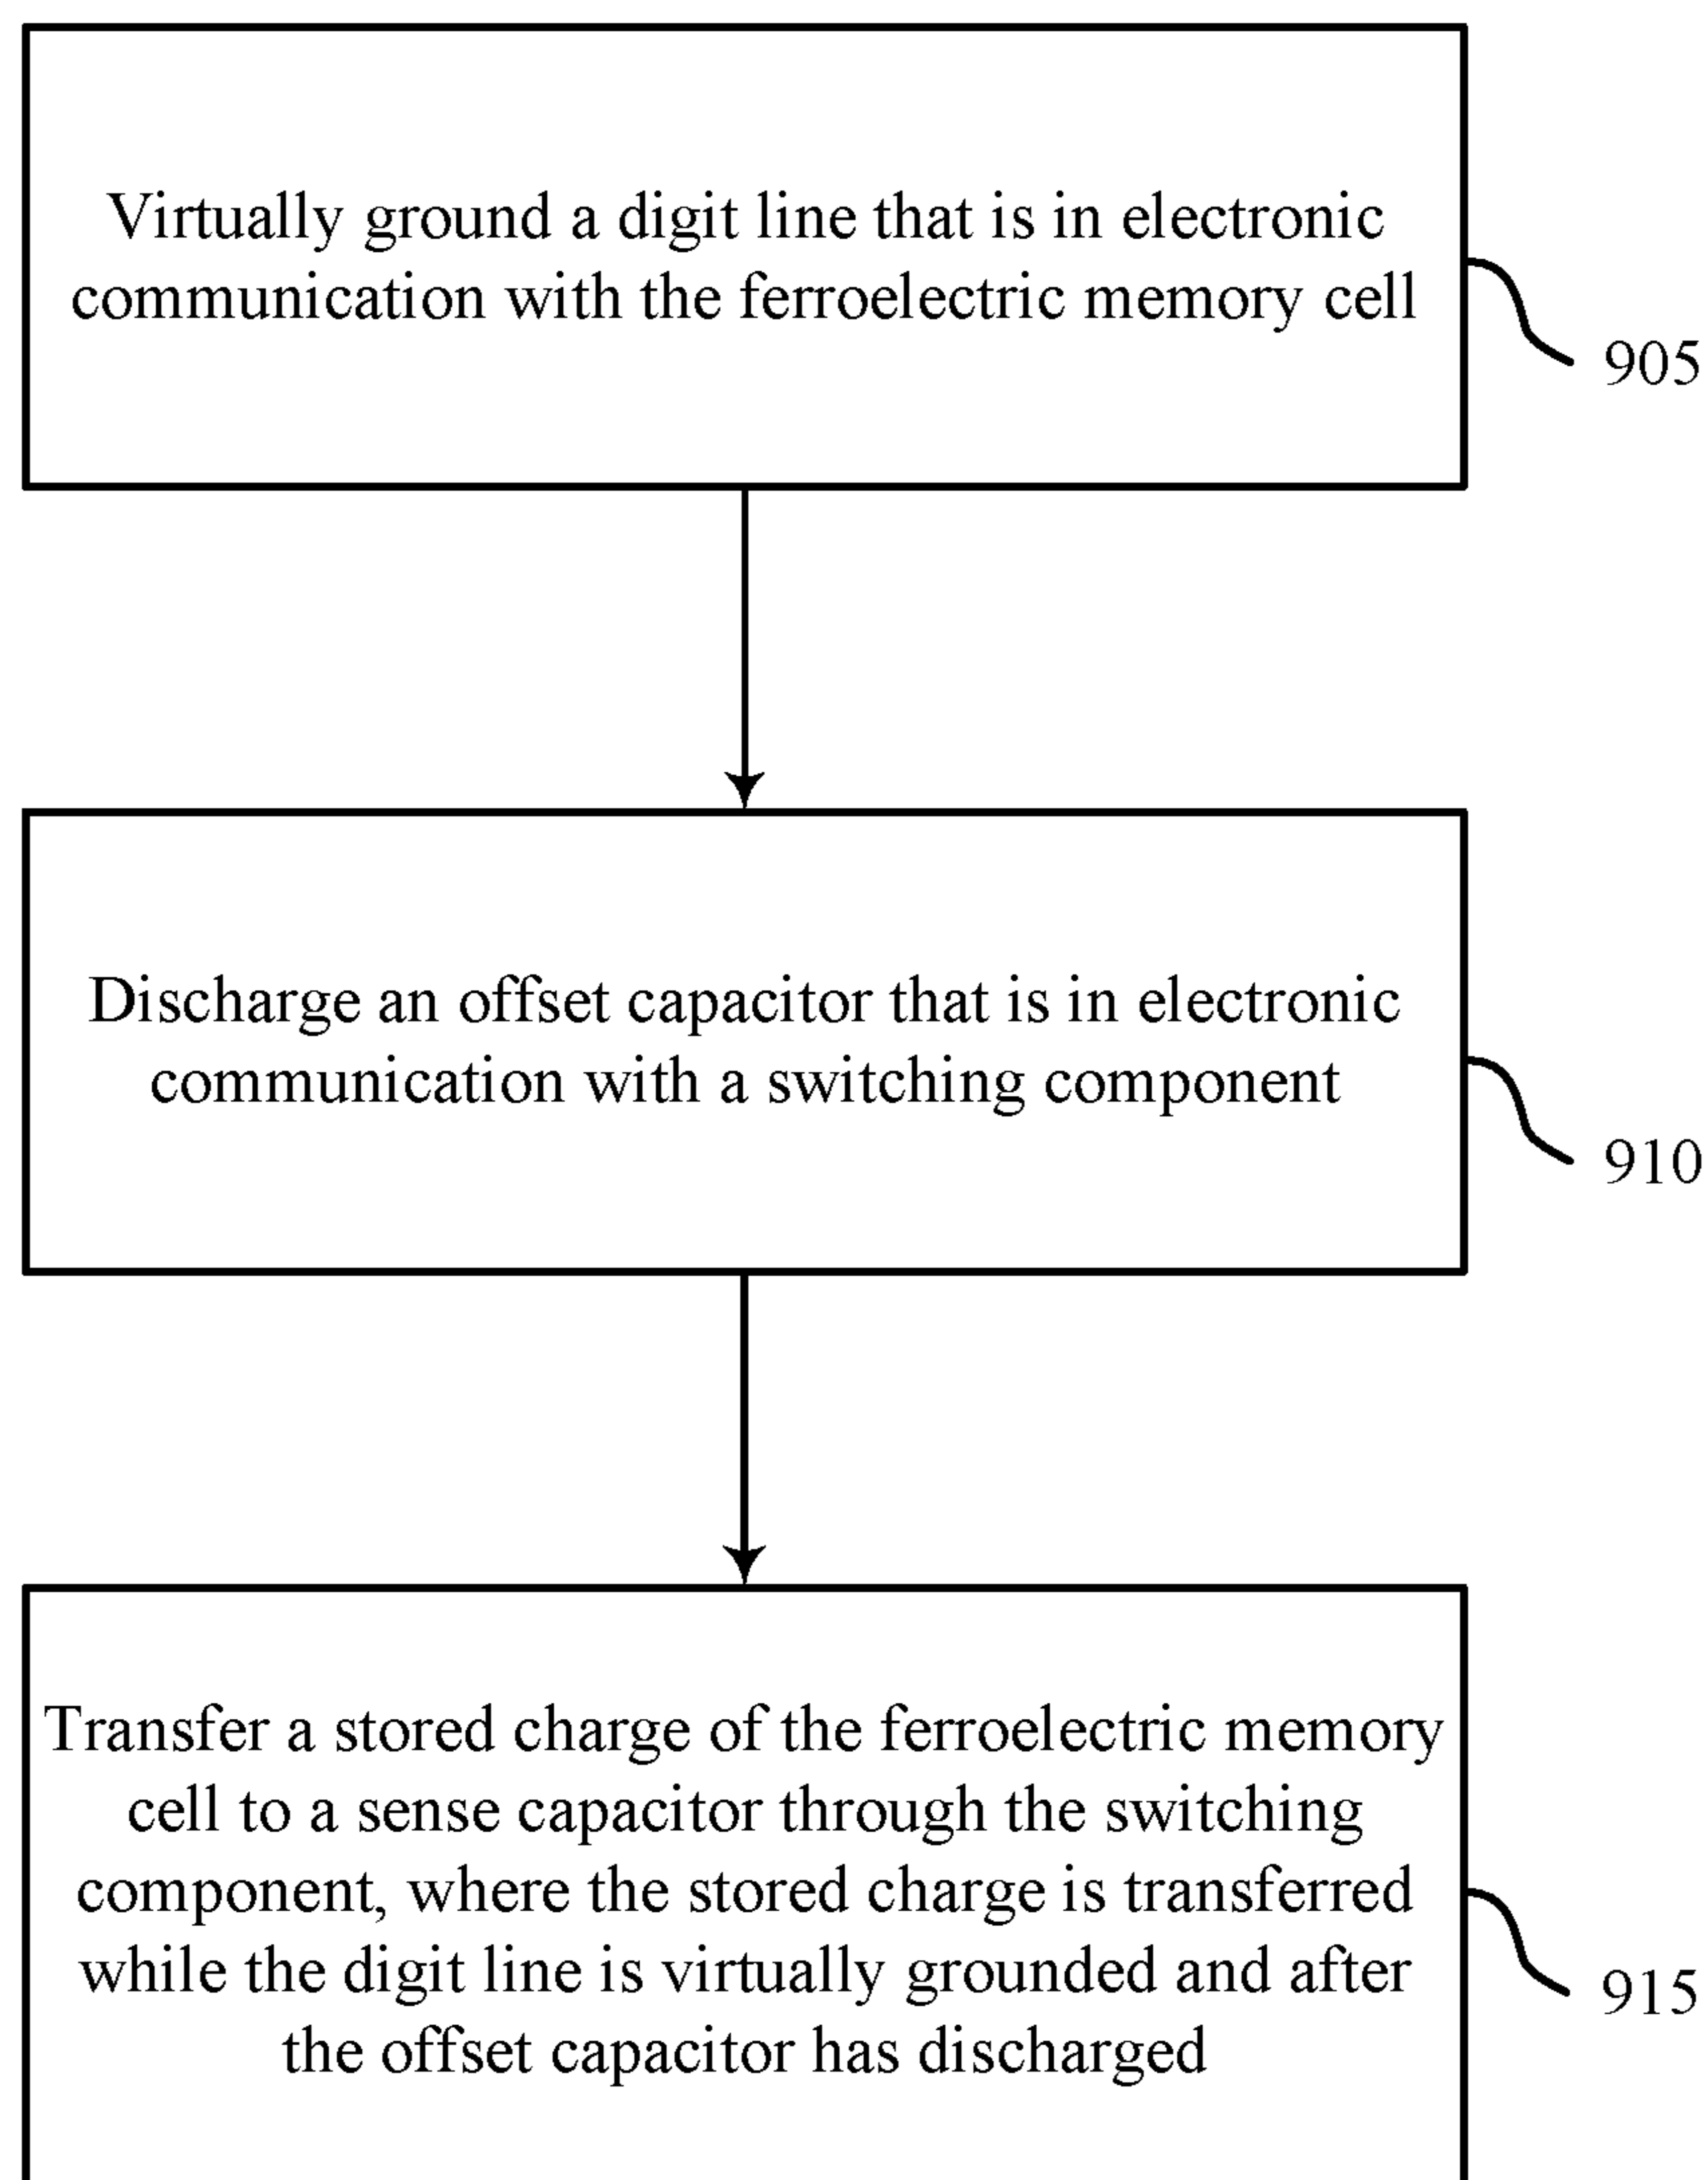 Virtually ground a digit line that is in electronic
communication with the ferroelectric memory cell
905
Discharge an offset capacitor that is in electronic
communication with a switching component
910
Transfer a stored charge of the ferroelectric memory
cell to a sense capacitor through the switching
component, where the stored charge is transferred
while the digit line is virtually grounded and after
the offset capacitor has discharged
915